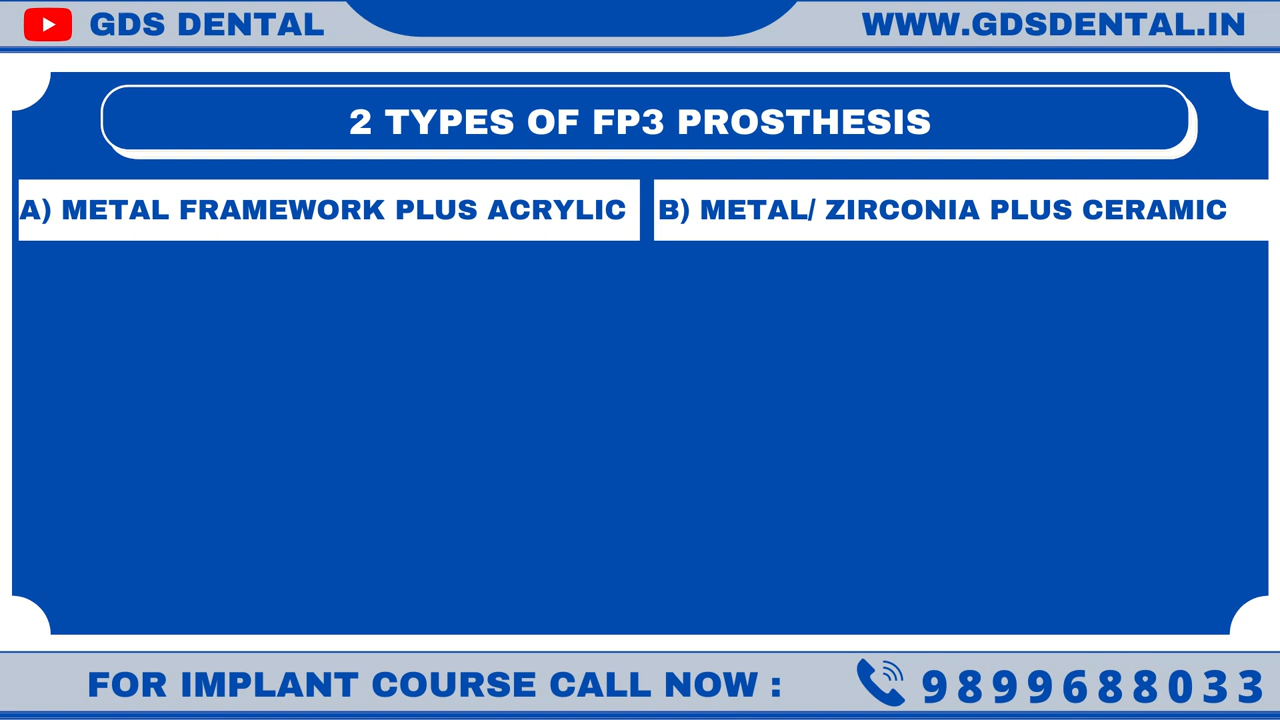 GDS DENTAL
WWW.GDSDENTAL.IN
2 TYPES OF FP3 PROSTHESIS
A) METAL FRAMEWORK PLUS ACRYLIC
B) METAL/ ZIRCONIA PLUS CERAMIC
FOR IMPLANT COURSE CALL NOW :
9899688033